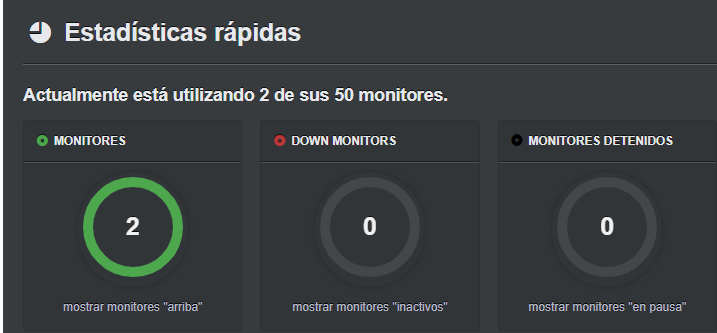 Estadísticas rápidas
Actualmente está utilizando 2 de sus 50 monitores.
MONITORES
2
mostrar monitores "arriba"
DOWN MONITORS
0
mostrar monitores "inactivos"
MONITORES DETENIDOS
0
mostrar monitores "en pausa"